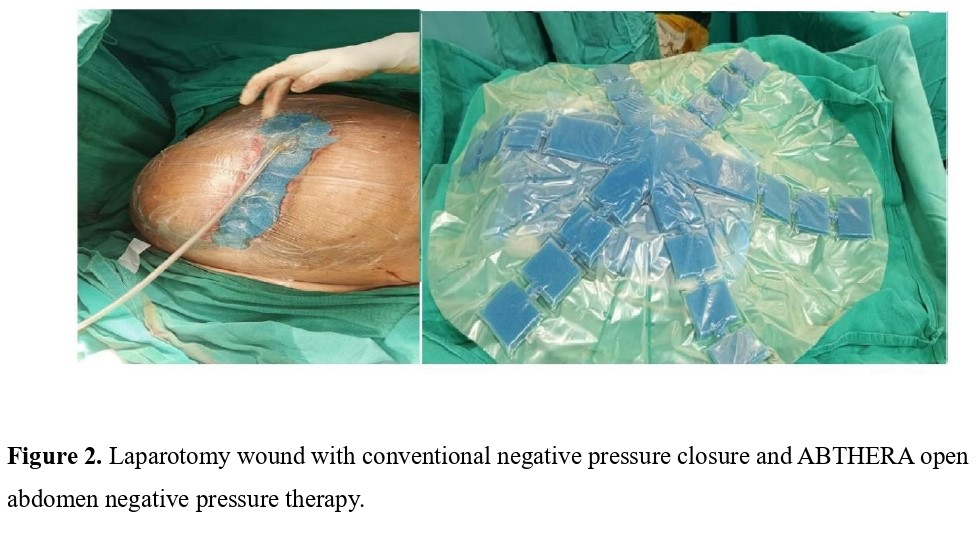 Figure 2. Laparotomy wound with conventional negative pressure closure and ABTHERA open
abdomen negative pressure therapy.